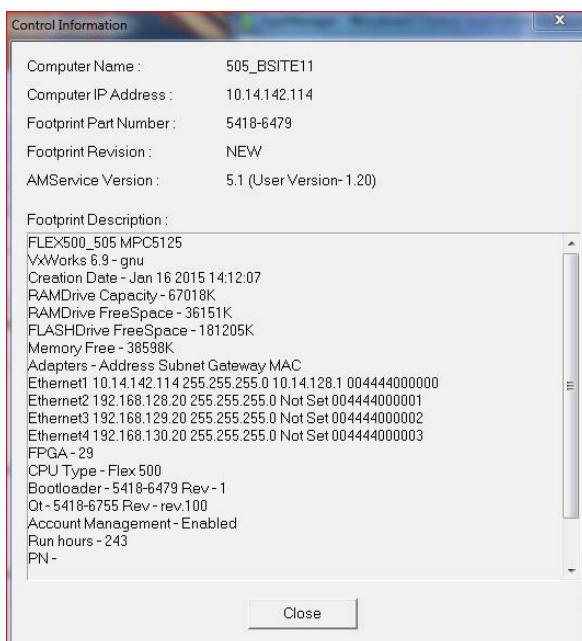 Control Information
Computer Name : 505_BSITE11
Computer IP Address : 10.14.142.114
Footprint Part Number : 5418-6479
Footprint Revision : NEW
AMService Version : 5.1 (User Version- 1.20)
Footprint Description :
FLEX500_505 MPC5125
VxWorks 6.9 - gnu
Creation Date - Jan 16 2015 14:12:07
RAMDrive Capacity - 67018K
RAMDrive FreeSpace - 36151K
FLASHDrive FreeSpace - 181205K
Memory Free - 38598K
Adapters - Address Subnet Gateway MAC
Ethernet1 10.14.142.114 255.255.255.0 10.14.128.1 004444000000
Ethernet2 192.168.128.20 255.255.255.0 Not Set 004444000001
Ethernet3 192.168.129.20 255.255.255.0 Not Set 004444000002
Ethernet4 192.168.130.20 255.255.255.0 Not Set 004444000003
FPGA - 29
CPU Type - Flex 500
Bootloader - 5418-6479 Rev - 1
Qt - 5418-6755 Rev - rev.100
Account Management - Enabled
Run hours - 243
PN -
Close